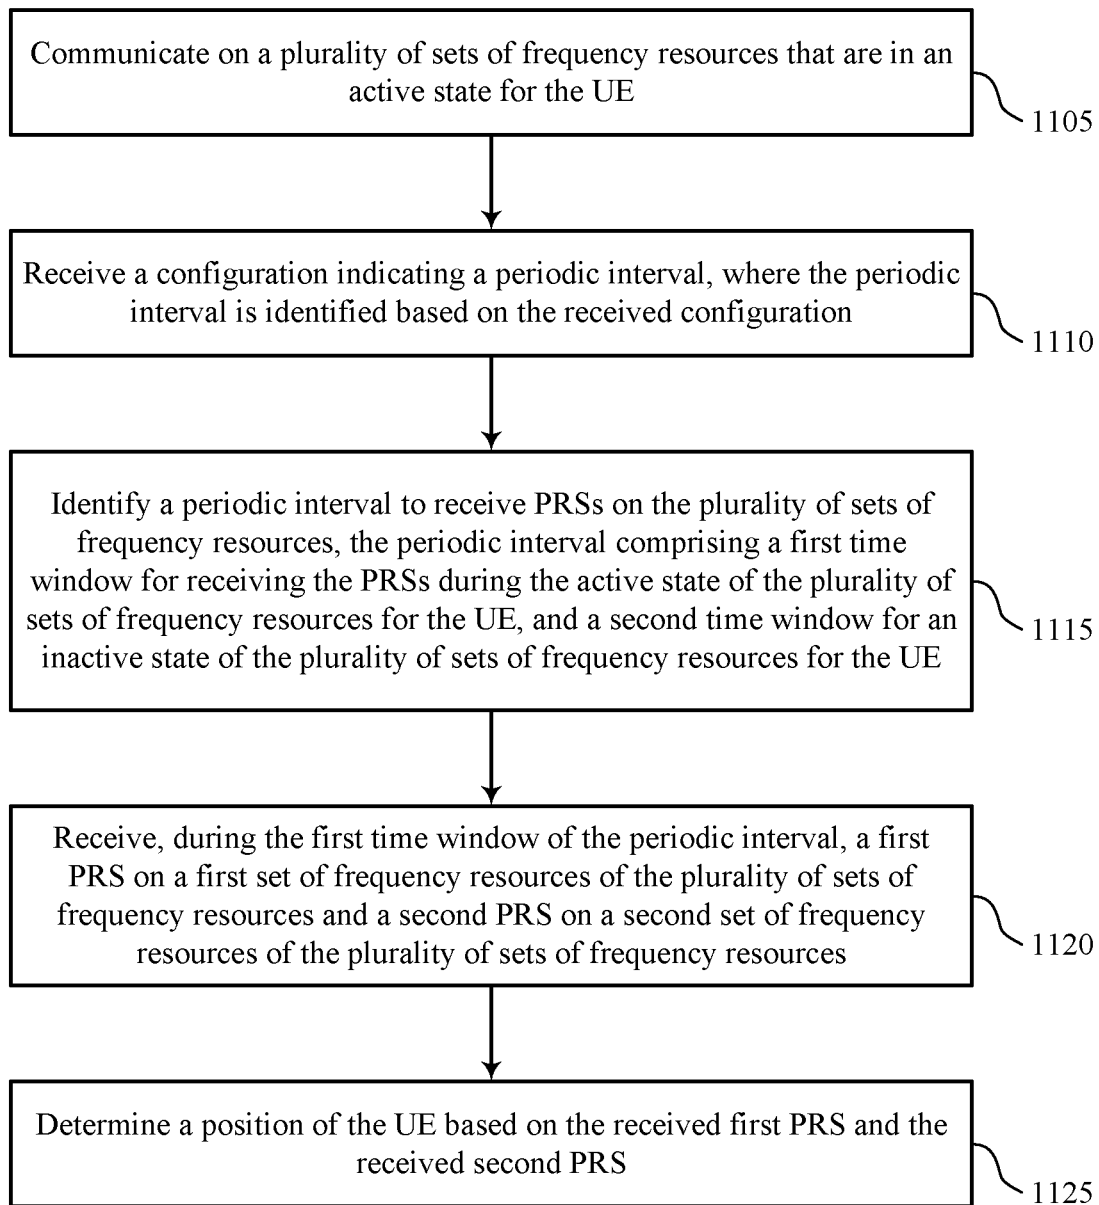 Communicate on a plurality of sets of frequency resources that are in an
active state for the UE
1105
Receive a configuration indicating a periodic interval, where the periodic
interval is identified based on the received configuration
1110
Identify a periodic interval to receive PRSs on the plurality of sets of
frequency resources, the periodic interval comprising a first time
window for receiving the PRSs during the active state of the plurality of
sets of frequency resources for the UE, and a second time window for an
inactive state of the plurality of sets of frequency resources for the UE
1115
Receive, during the first time window of the periodic interval, a first
PRS on a first set of frequency resources of the plurality of sets of
frequency resources and a second PRS on a second set of frequency
resources of the plurality of sets of frequency resources
1120
Determine a position of the UE based on the received first PRS and the
received second PRS
1125